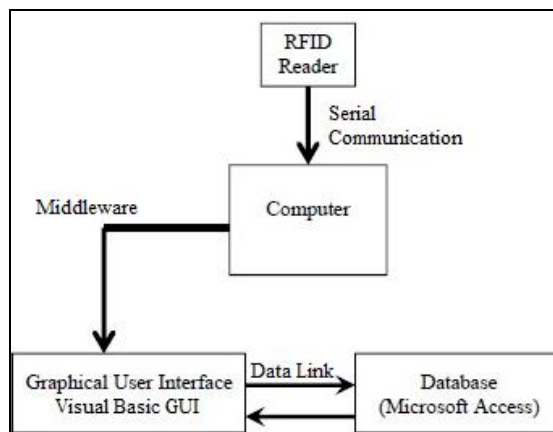 RFID
Reader
Serial
Communication
Middleware
Computer
Graphical User Interface
Visual Basic GUI
Data Link
Database
(Microsoft Access)